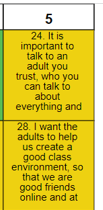 5
24. It is
important to
talk to an
adult you
trust, who you
can talk to
about
everything and
28. I want the
adults to help
us create a
good class
environment, so
that we are
good friends
online and at